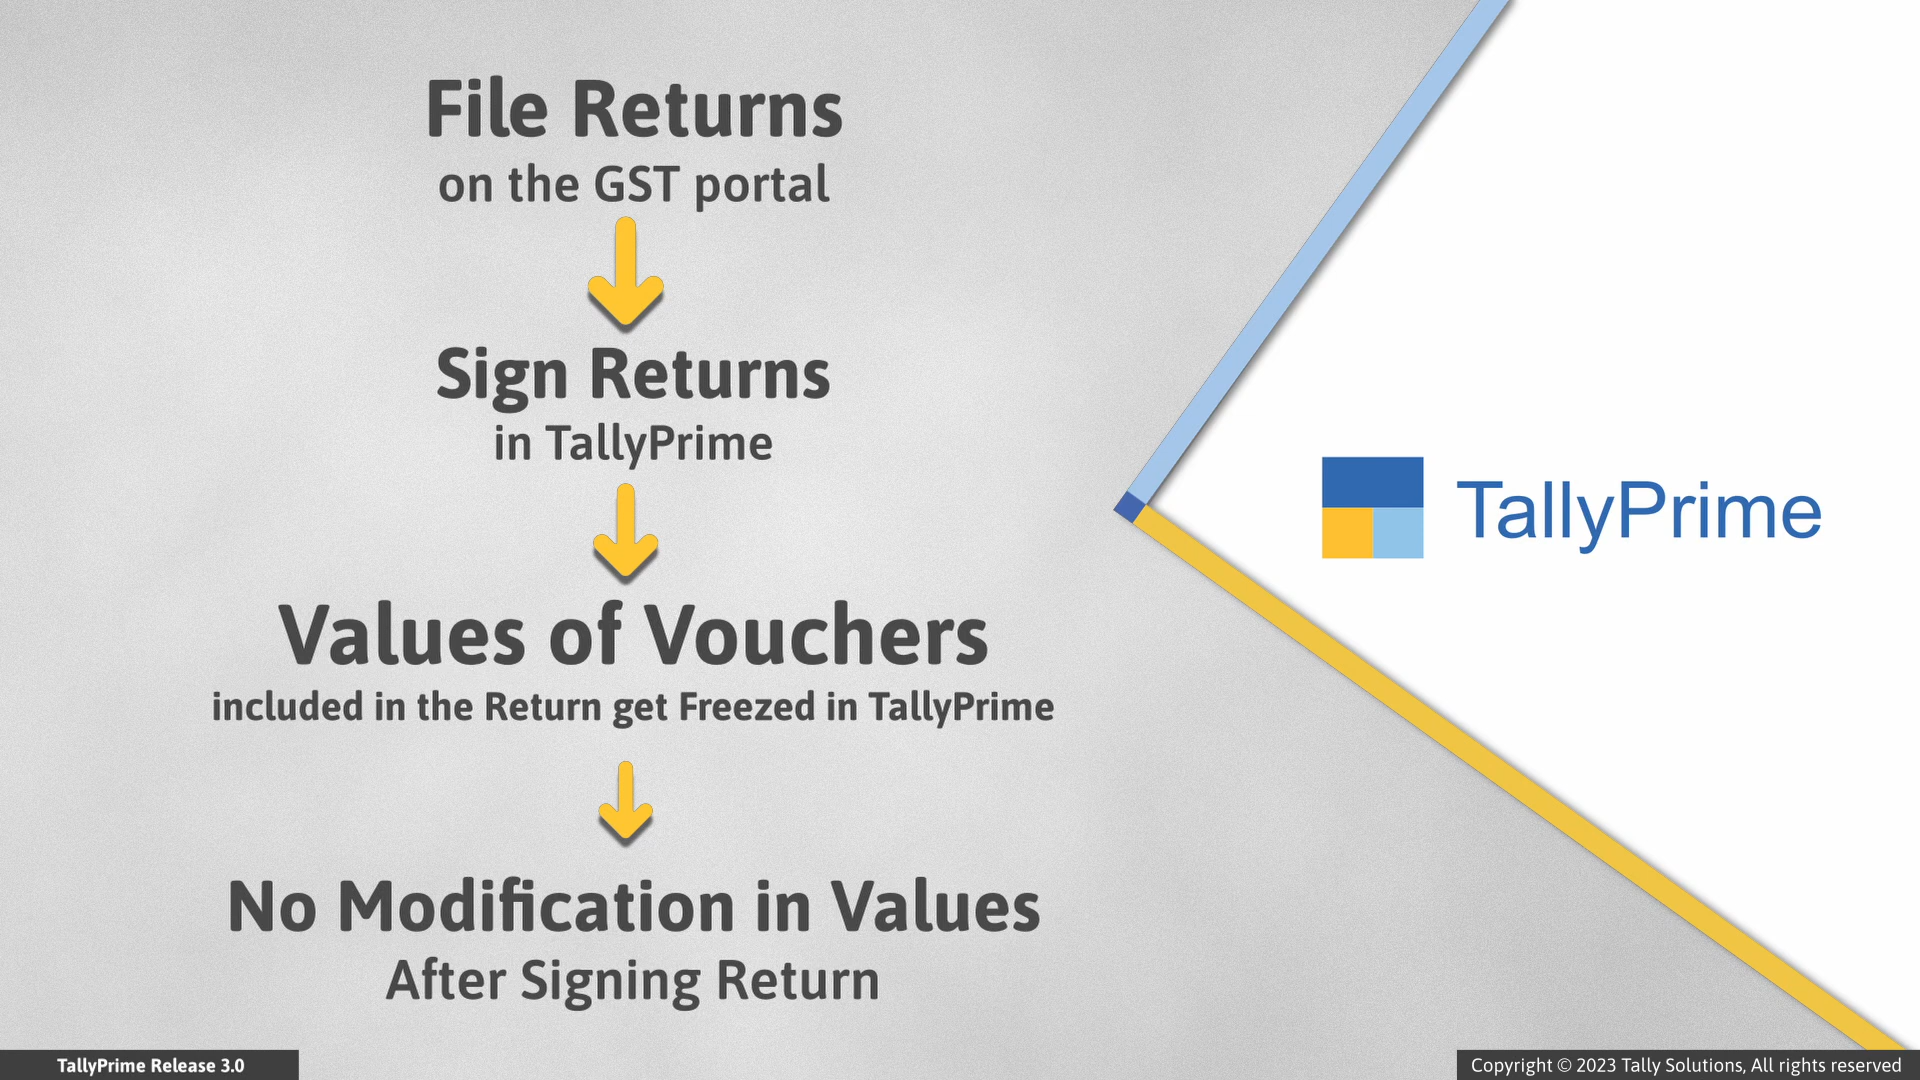 File Returns
on the GST portal
Sign Returns
in TallyPrime
Values of Vouchers
included in the Return get Freezed in TallyPrime
No Modification in Values
After Signing Return
TallyPrime
TallyPrime Release 3.0
Copyright © 2023 Tally Solutions, All rights reserved